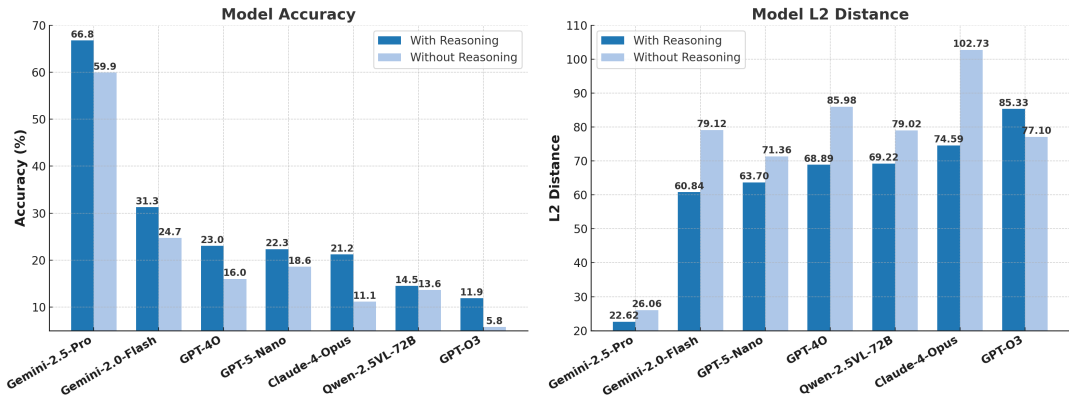 Model Accuracy
With Reasoning
Without Reasoning
Accuracy (%)
70
60
50
40
30
20
10
66.8
59.9
31.3
24.7
23.0
16.0
22.3
18.6
21.2
11.1
14.5
13.6
11.9
5.8
Gemini-2.5-Pro
Gemini-2.0-Flash
GPT-4O
GPT-5-Nano
Claude-4-Opus
Qwen-2.5VL-72B
GPT-O3
Model L2 Distance
With Reasoning
Without Reasoning
L2 Distance
110
100
90
80
70
60
50
40
30
20
22.62
26.06
60.84
79.12
63.70
71.36
68.89
85.98
69.22
79.02
74.59
102.73
85.33
77.10
Gemini-2.5-Pro
Gemini-2.0-Flash
GPT-5-Nano
GPT-4O
Qwen-2.5VL-72B
Claude-4-Opus
GPT-O3